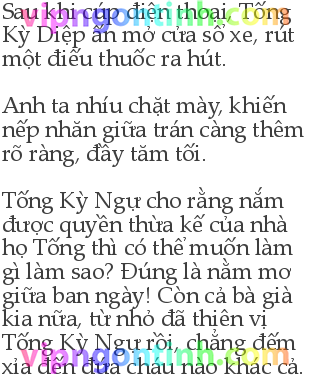 Sau khi cúp điện thoại, Tống
Kỳ Diệp ấn mở cửa sổ xe, rút
một điếu thuốc ra hút.
Anh ta nhíu chặt mày, khiến
nếp nhăn giữa trán càng thêm
rõ ràng, đầy tăm tối.
Tống Kỳ Ngự cho rằng nắm
được quyền thừa kế của nhà
họ Tống thì có thể muốn làm
gì làm sao? Đúng là nằm mơ
giữa ban ngày! Còn cả bà già
kia nữa, từ nhỏ đã thiên vị
Tống Kỳ Ngự rồi, chẳng đếm
xỉa đến đứa cháu nào khác cả.
vipngontinh.com
vipngontinh.com